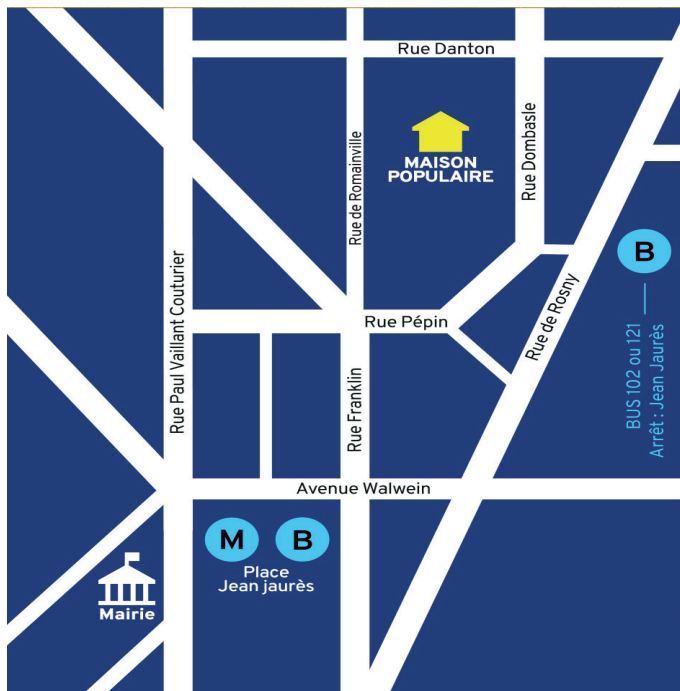 Rue Danton
MAISON
POPULAIRE
Rue Dombasle
Rue de Romainville
B
BUS 102 ou 121
Arrêt : Jean Jaurès
Rue Paul Vaillant Couturier
Rue Pépin
Rue de Rosny
Rue Franklin
Avenue Walwein
M
B
Place
Jean jaurès
Mairie